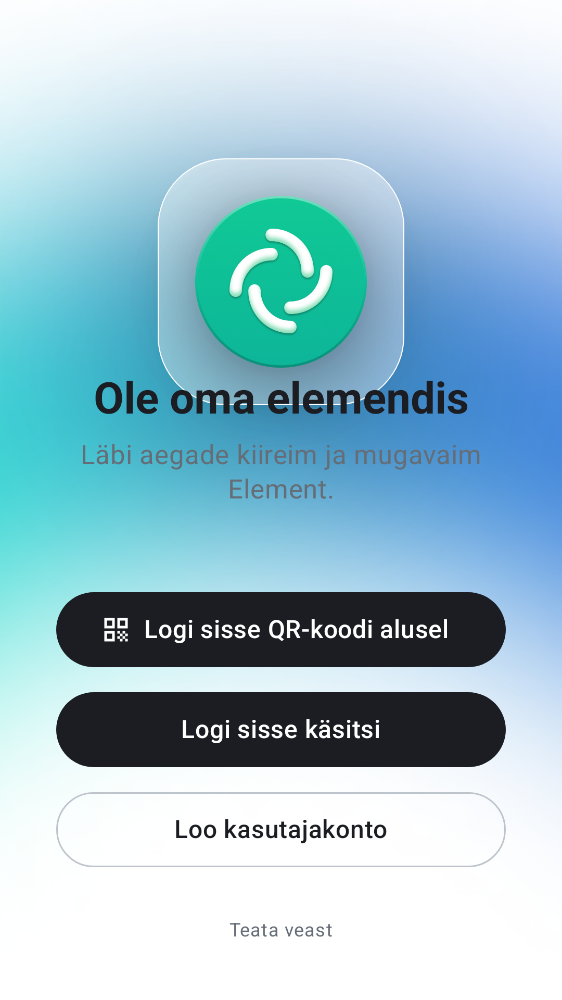 Ole oma elemendis
Läbi aegade kiireim ja mugavaim
Element.
Logi sisse QR-koodi alusel
Logi sisse käsitsi
Loo kasutajakonto
Teata veast